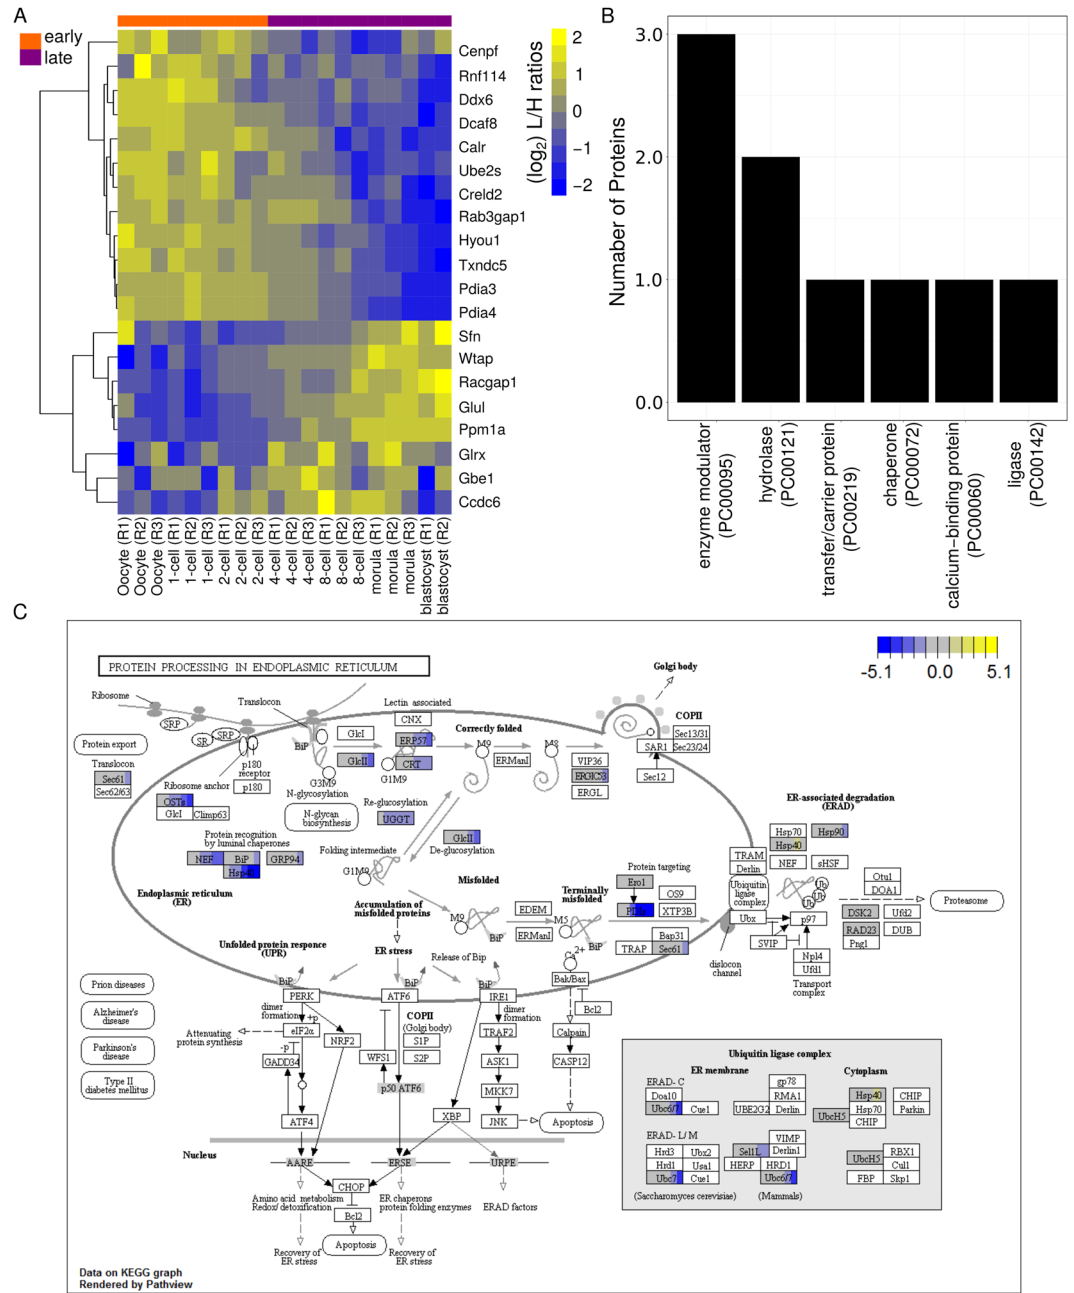 A
early
late
Cenpf
Rnf114
Ddx6
Dcaf8
Calr
Ube2s
Creld2
Rab3gap1
Hyou1
Txndc5
Pdia3
Pdia4
Sfn
Wtap
Racgap1
Glul
Ppm1a
Glrx
Gbe1
Ccdc6
2
1
0
−1
−2
(log2) L/H ratios
Oocyte (R1)
Oocyte (R2)
Oocyte (R3)
1-cell (R1)
1-cell (R2)
1-cell (R3)
2-cell (R1)
2-cell (R2)
2-cell (R3)
4-cell (R1)
4-cell (R2)
4-cell (R3)
8-cell (R1)
8-cell (R2)
8-cell (R3)
morula (R1)
morula (R2)
morula (R3)
blastocyst (R1)
blastocyst (R2)
B
Numaber of Proteins
3.0
2.0
1.0
0.0
enzyme modulator
(PC00095)
hydrolase
(PC00121)
transfer/carrier protein
(PC00219)
chaperone
(PC00072)
calcium−binding protein
(PC00060)
ligase
(PC00142)
C
PROTEIN PROCESSING IN ENDOPLASMIC RETICULUM
-5.1 0.0 5.1
Ribosome
SRP
SR
SRP
Protein export
Translocon
Sec61
Sec62/63
Translocon
BiP
p180
receptor
p180
Ribosome anchor
OSTs
GlcI
Climp63
G3M9
N-glycosylation
N-glycan
biosynthesis
GlcI
GlcII
Lectin associated
CNX
ERP57
CRT
G1M9
Re-glucosylation
UGGT
Correctly folded
M9
ERManI
M8
VIP36
ERGIC53
ERGL
Golgi body
COPII
SAR1
Sec13/31
Sec23/24
Sec12
Protein recognition
by luminal chaperones
NEF
BiP
GRP94
Hsp40
Endoplasmic reticulum
(ER)
GlcII
De-glucosylation
Folding intermediate
G1M9
Misfolded
Accumulation of
misfolded proteins
M9
BiP
EDEM
ERManI
Terminally
misfolded
M5
BiP
Protein targeting
Ero1
OS9
XTP3B
Bap31
TRAP
Sec61
ER-associated degradation
(ERAD)
Hsp70
Hsp40
Hsp90
NEF
sHSF
TRAM
Derlin
Ubiquitin
ligase
complex
Ubx
Ub
Ub
Ub
p97
SVIP
Npl4
Ufd1
Transport
complex
dislocon
channel
Otu1
DOA1
DSK2
Ufd2
RAD23
DUB
Png1
Proteasome
Unfolded protein responce
(UPR)
ER stress
Release of Bip
BiP
BiP
BiP
PERK
ATF6
IRE1
Ca2+
Bak/Bax
Bcl2
Calpain
CASP12
Apoptosis
dimer
formation
+p
eIF2α
Attenuating
protein synthesis
-p
GADD34
NRF2
ATF4
COPII
(Golgi body)
S1P
S2P
WFS1
p50 ATF6
dimer
formation
TRAF2
ASK1
MKK7
JNK
XBP
Prion diseases
Alzheimer's
disease
Parkinson's
disease
Type II
diabetes mellitus
Nucleus
AARE
ERSE
URPE
CHOP
Bcl2
Apoptosis
Amino acid metabolism
Redox/detoxification
ER chaperons
protein folding enzymes
ERAD factors
Recovery of
ER stress
Recovery of
ER stress
Ubiquitin ligase complex
ER membrane
Cytoplasm
ERAD-C
Doa10
Ubc6/7
Cue1
gp78
RMA1
UBE2G2
Derlin
Hsp40
CHIP
Hsp70
Parkin
UbcH5
CHIP
ERAD-L/M
Hrd3
Ubx2
Hrd1
Usa1
Ubc7
Cue1
VIMP
Sel1L
Derlin1
HERP
HRD1
Ubc6/7
RBX1
UbcH5
Cul1
FBP
Skp1
(Saccharomyces cerevisiae)
(Mammals)
Data on KEGG graph
Rendered by Pathview